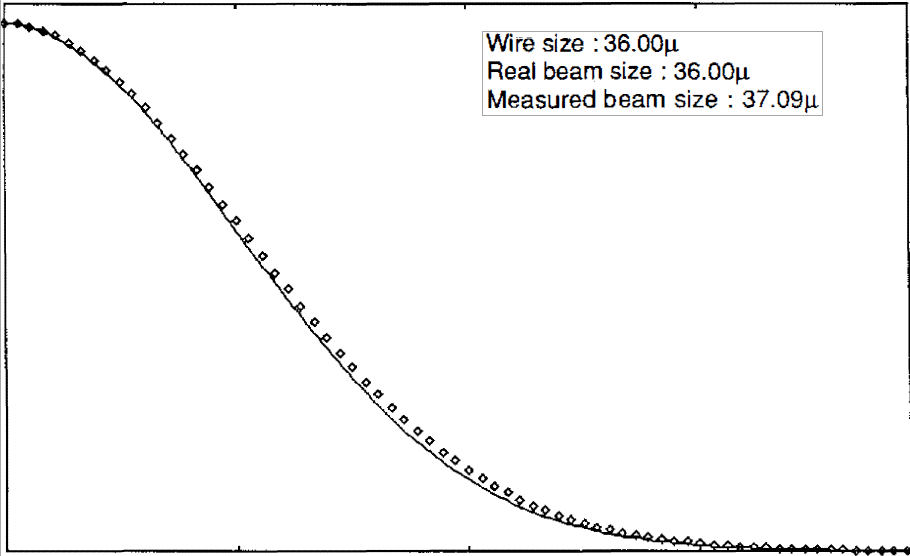 Wire size : 36.00μ
Real beam size : 36.00μ
Measured beam size : 37.09μ